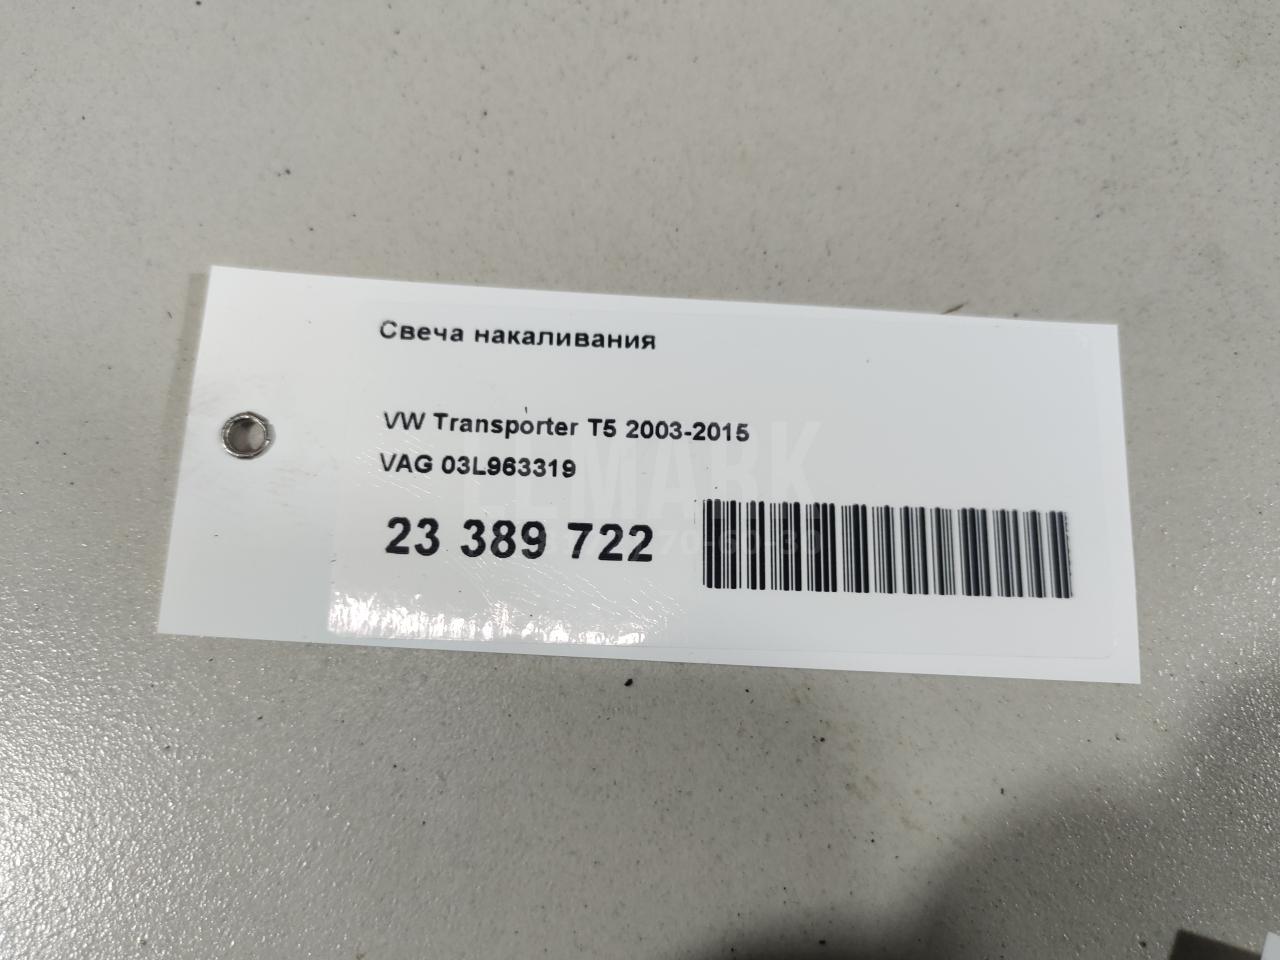 Свеча накаливания
VW Transporter T5 2003-2015
VAG 03L963319
23 389 722